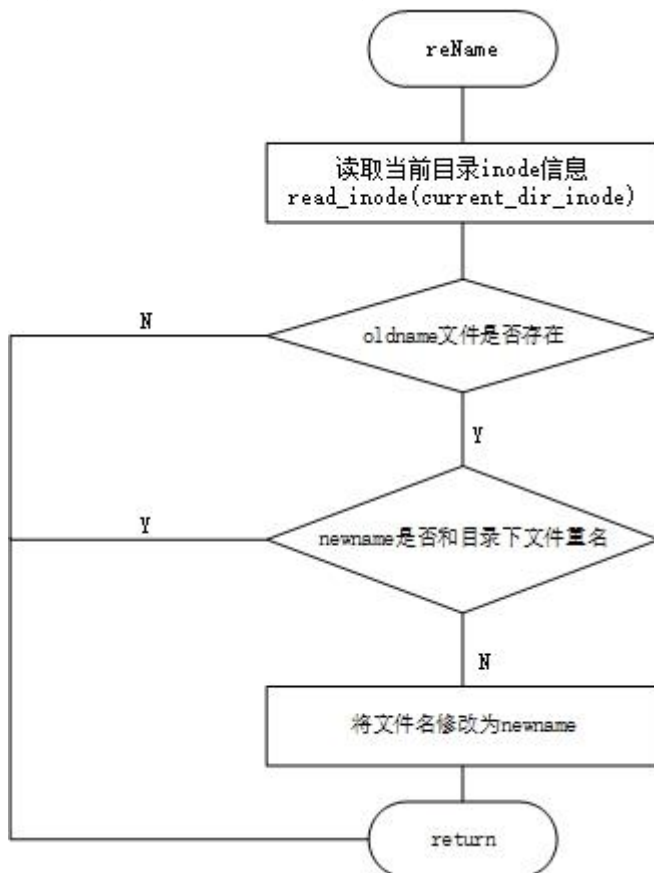 reName
读取当前目录inode信息
read_inode(current_dir_inode)
N
oldname文件是否存在
Y
Y
newname是否和目录下文件重名
N
将文件名修改为newname
return